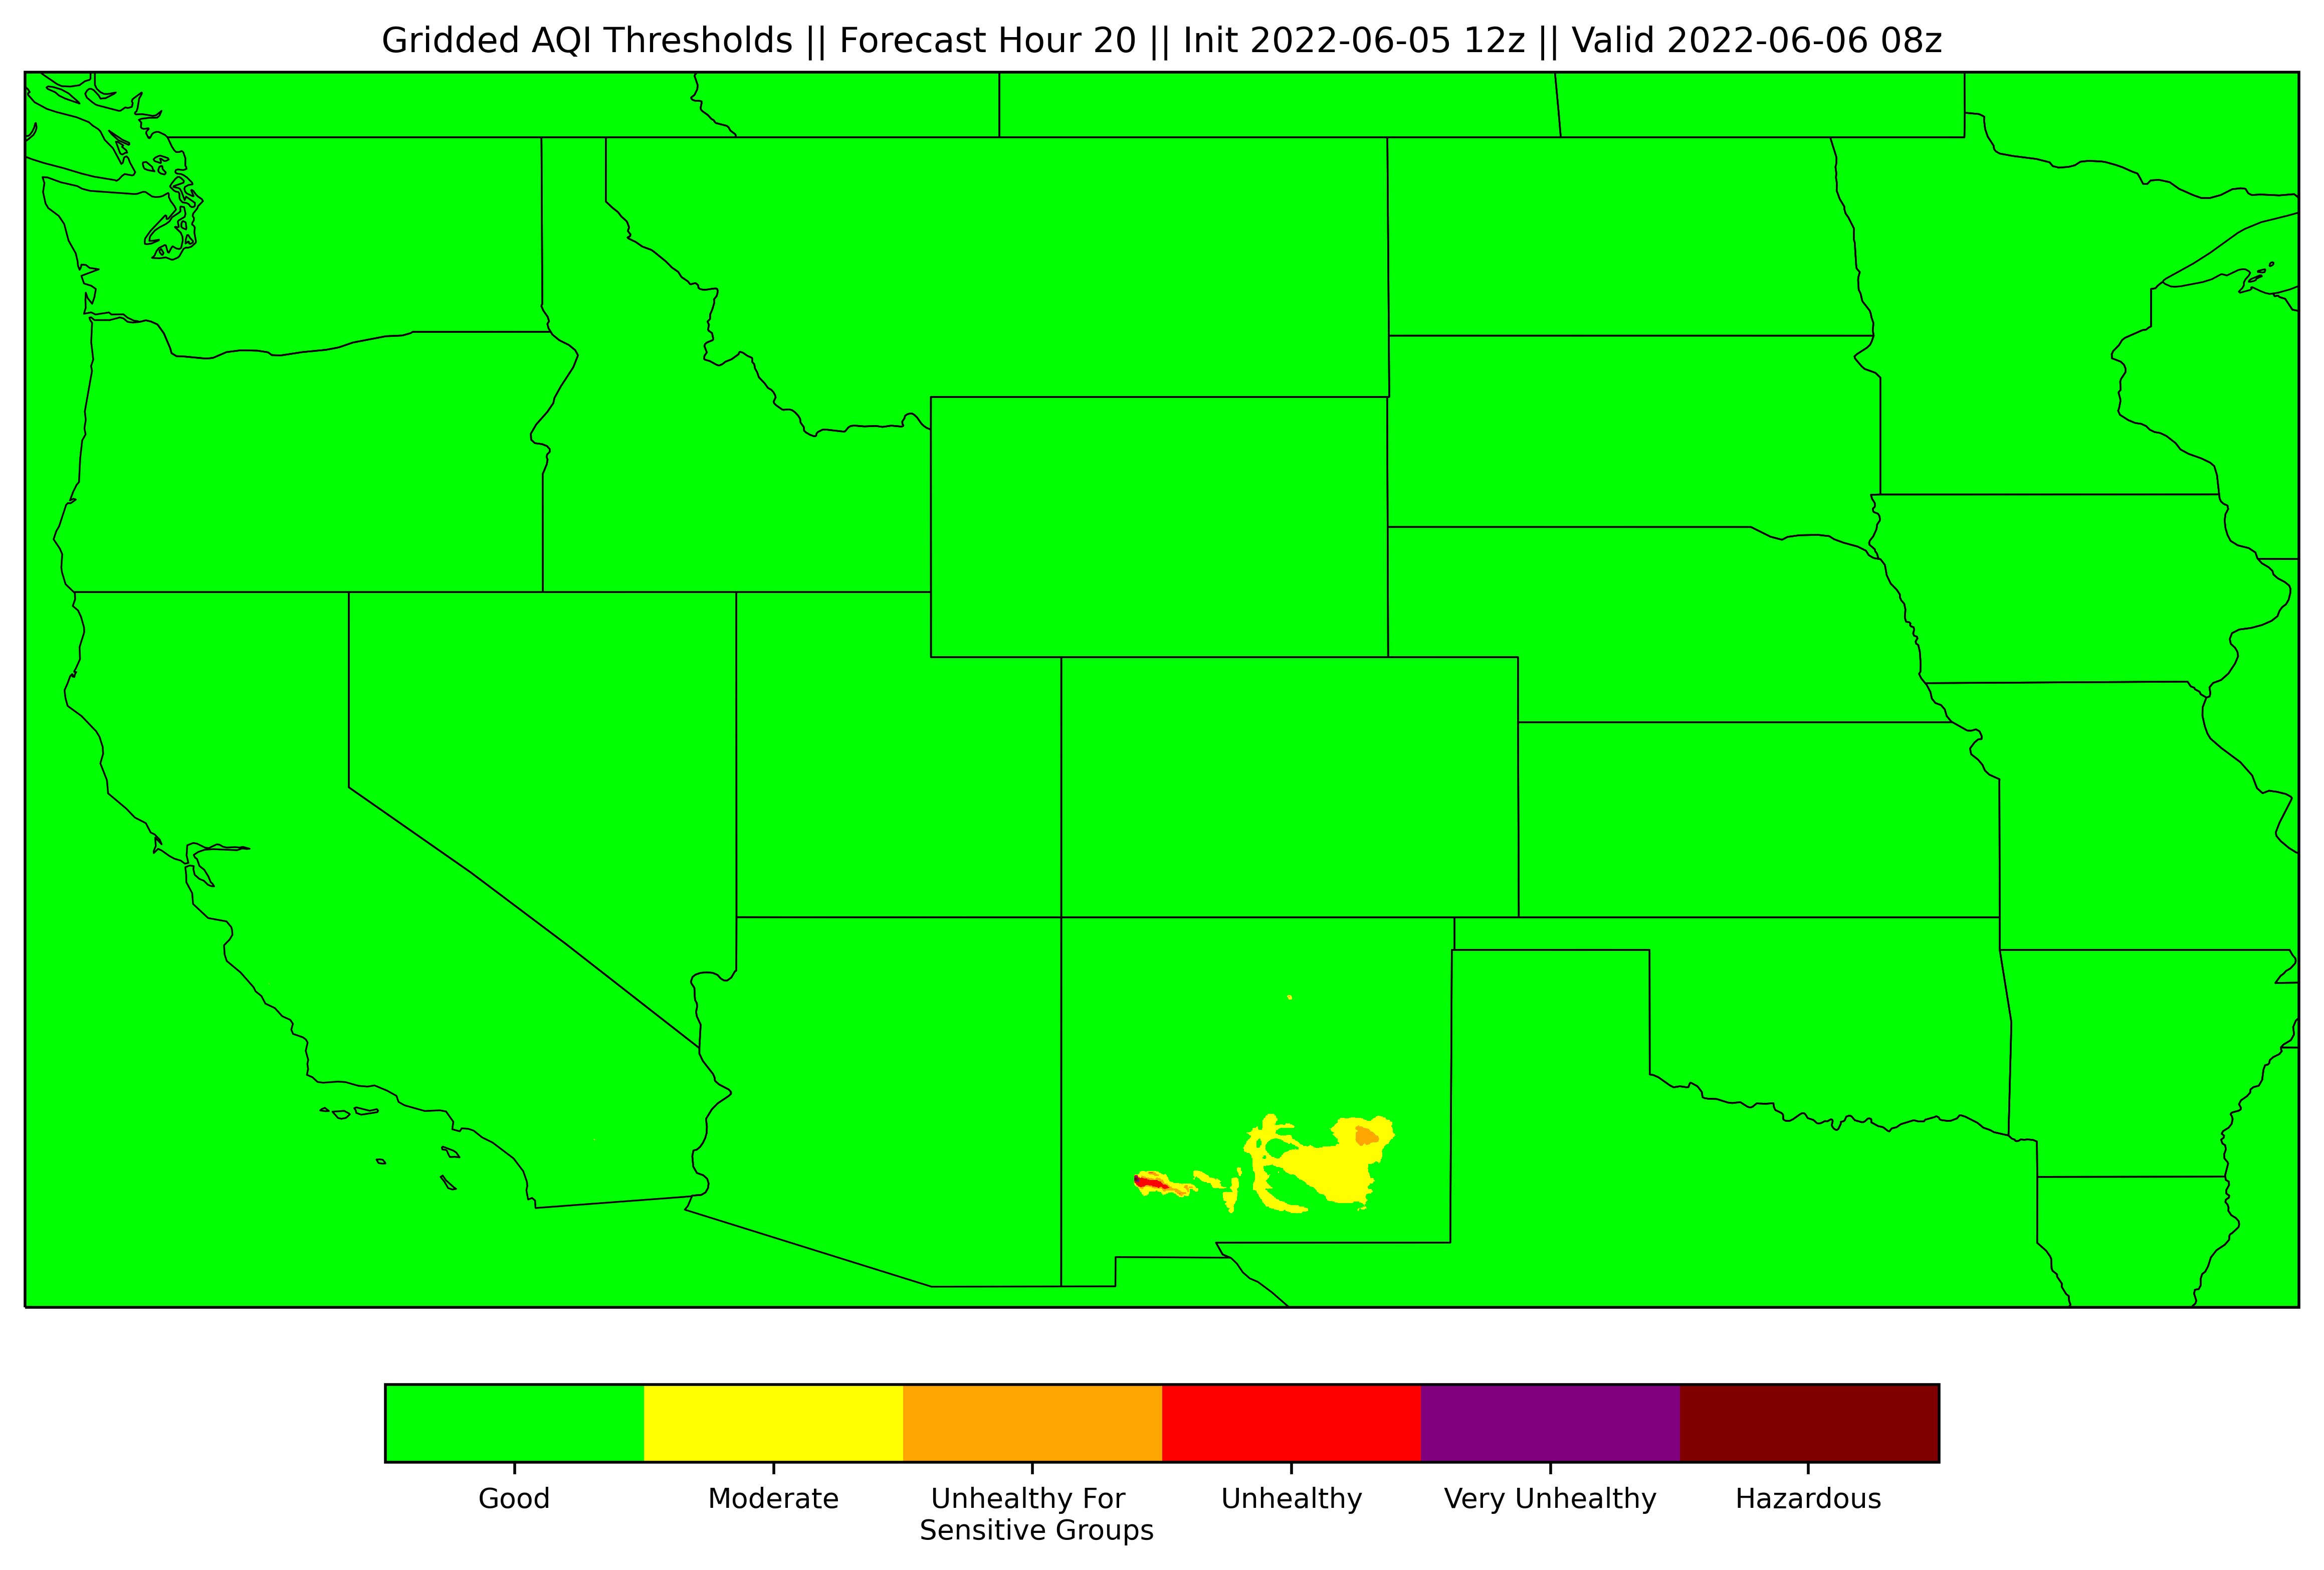 Gridded AQI Thresholds || Forecast Hour 20 || Init 2022-06-05 12z || Valid 2022-06-06 08z
Good
Moderate
Unhealthy For
Sensitive Groups
Unhealthy
Very Unhealthy
Hazardous